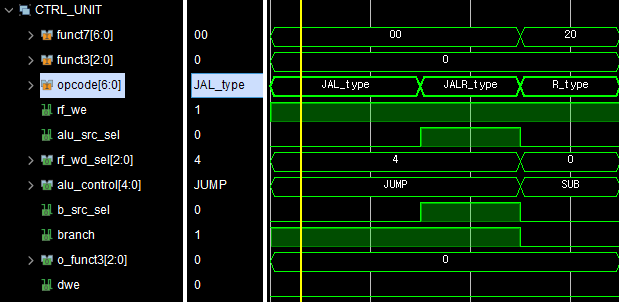 CTRL_UNIT
funct7[6:0] 00 00 20
funct3[2:0] 0 0
opcode[6:0] JAL_type JAL_type JALR_type R_type
rf_we 1
alu_src_sel 0
rf_wd_sel[2:0] 4 4 0
alu_control[4:0] JUMP JUMP SUB
b_src_sel 0
branch 1
o_funct3[2:0] 0 0
dwe 0